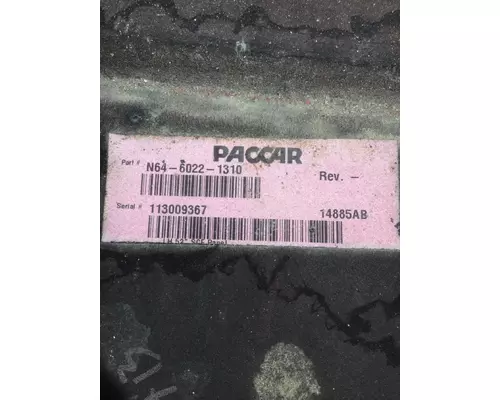 PACCAR
Part # N64-6022-1310 Rev. -
Serial # 113009367 14885AB